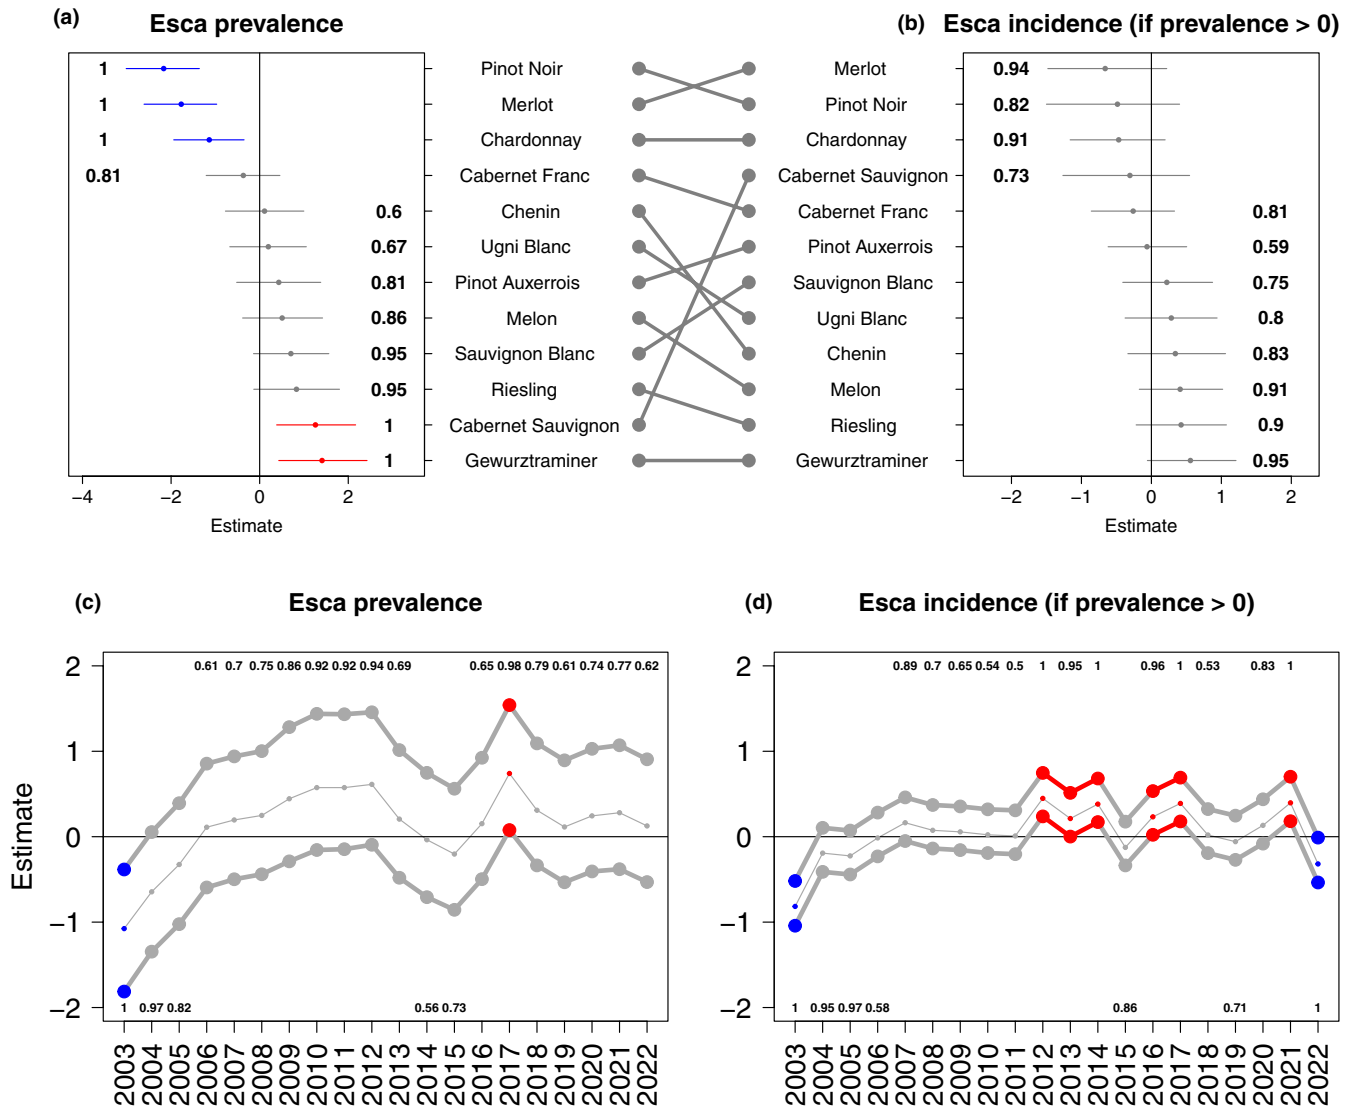 (a) Esca prevalence (b) Esca incidence (if prevalence > 0)
1 Pinot Noir Merlot 0.94
1 Merlot Pinot Noir 0.82
1 Chardonnay Chardonnay 0.91
0.81 Cabernet Franc Cabernet Sauvignon 0.73
0.6 Chenin Cabernet Franc 0.81
0.67 Ugni Blanc Pinot Auxerrois 0.59
0.81 Pinot Auxerrois Sauvignon Blanc 0.75
0.86 Melon Ugni Blanc 0.8
0.95 Sauvignon Blanc Chenin 0.83
0.95 Riesling Melon 0.91
1 Cabernet Sauvignon Riesling 0.9
1 Gewurztraminer Gewurztraminer 0.95
−4 −2 0 2 −2 −1 0 1 2
Estimate Estimate
(c) Esca prevalence (d) Esca incidence (if prevalence > 0)
2 0.61 0.7 0.75 0.86 0.92 0.92 0.94 0.69 0.65 0.98 0.79 0.61 0.74 0.77 0.62 2 0.89 0.7 0.65 0.54 0.5 1 0.95 1 0.96 1 0.53 0.83 1
1 1
0 0
−1 −1
−2 1 0.97 0.82 0.56 0.73 −2 1 0.95 0.97 0.58 0.86 0.71 1
Estimate
2003 2004 2005 2006 2007 2008 2009 2010 2011 2012 2013 2014 2015 2016 2017 2018 2019 2020 2021 2022 2003 2004 2005 2006 2007 2008 2009 2010 2011 2012 2013 2014 2015 2016 2017 2018 2019 2020 2021 2022